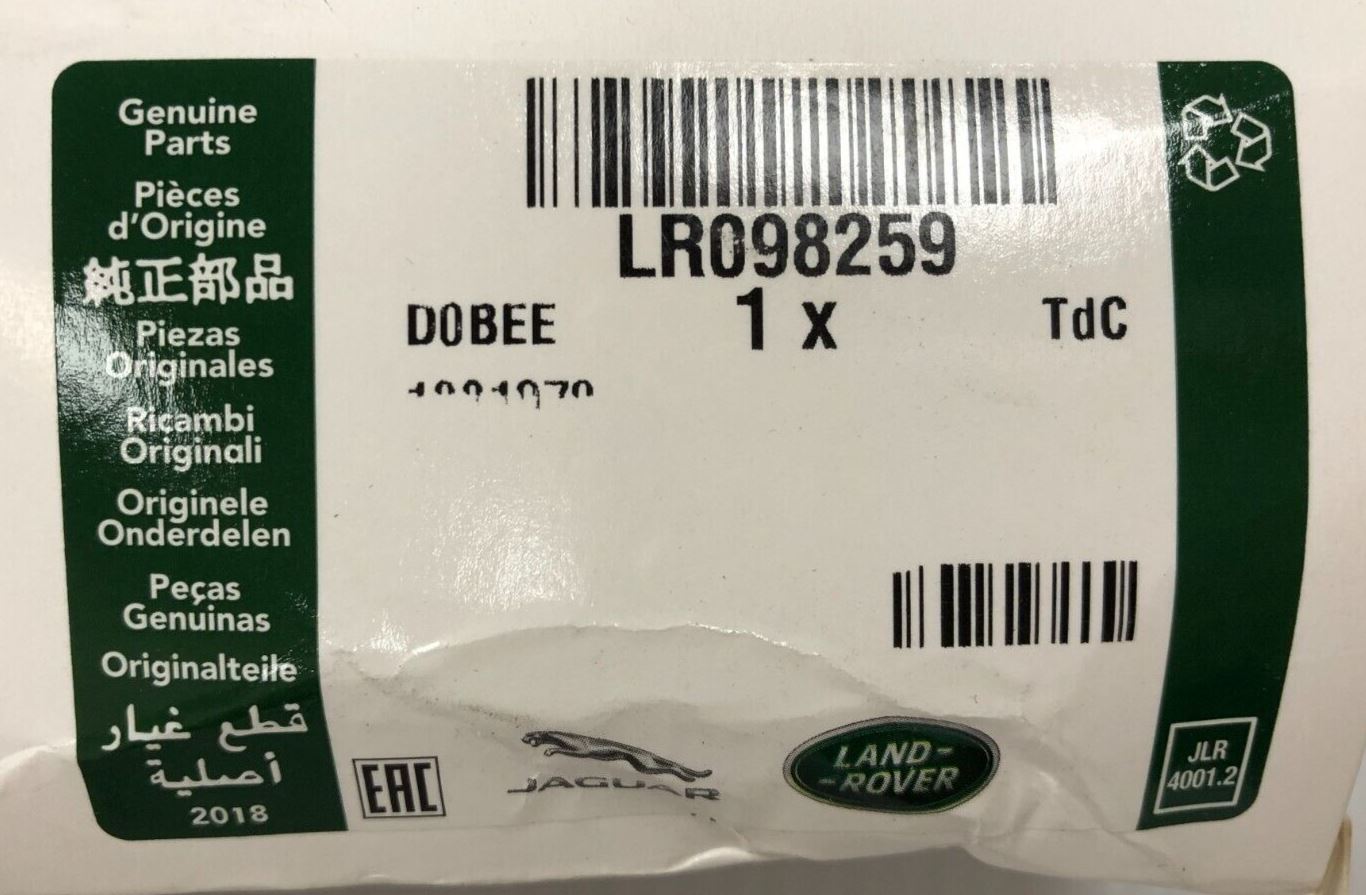 Genuine
Parts
Pièces
d'Origine
純正部品
Piezas
Originales
Ricambi
Originali
Originele
Onderdelen
Peças
Genuinas
Originalteile
قطع غيار
أصلية
2018
LR098259
D0BEE 1 x TdC
EAC
JAGUAR
LAND-
-ROVER
JLR
4001.2